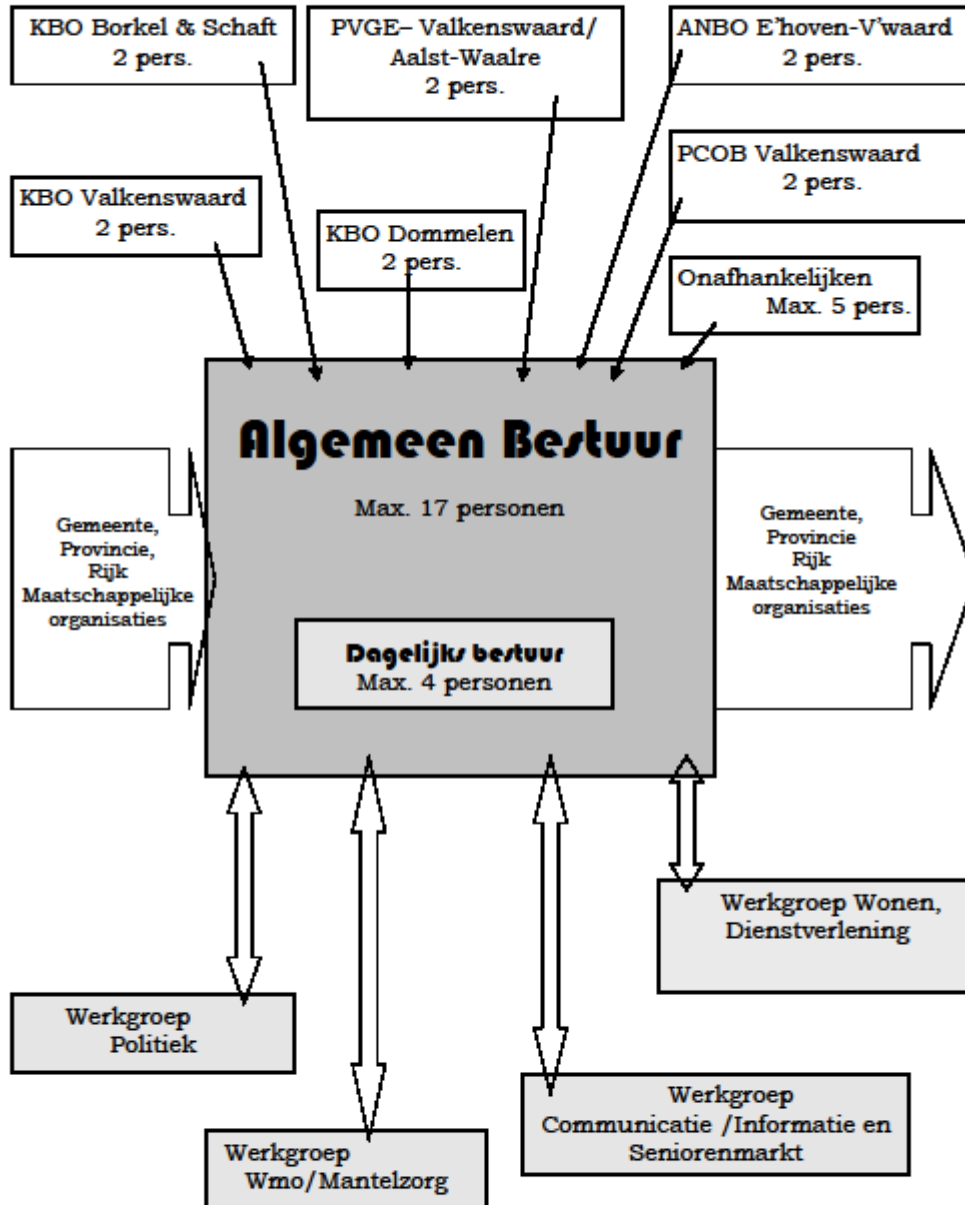 KBO Borkel & Schaft
2 pers.
PVGE– Valkenswaard/
Aalst-Waalre
2 pers.
ANBO E'hoven-V'waard
2 pers.
PCOB Valkenswaard
2 pers.
KBO Valkenswaard
2 pers.
KBO Dommelen
2 pers.
Onafhankelijken
Max. 5 pers.
Algemeen Bestuur
Max. 17 personen
Gemeente,
Provincie,
Rijk
Maatschappelijke
organisaties
Gemeente,
Provincie
Rijk
Maatschappelijke
organisaties
Dagelijks bestuur
Max. 4 personen
Werkgroep Wonen,
Dienstverlening
Werkgroep
Politiek
Werkgroep
Communicatie /Informatie en
Seniorenmarkt
Werkgroep
Wmo/Mantelzorg